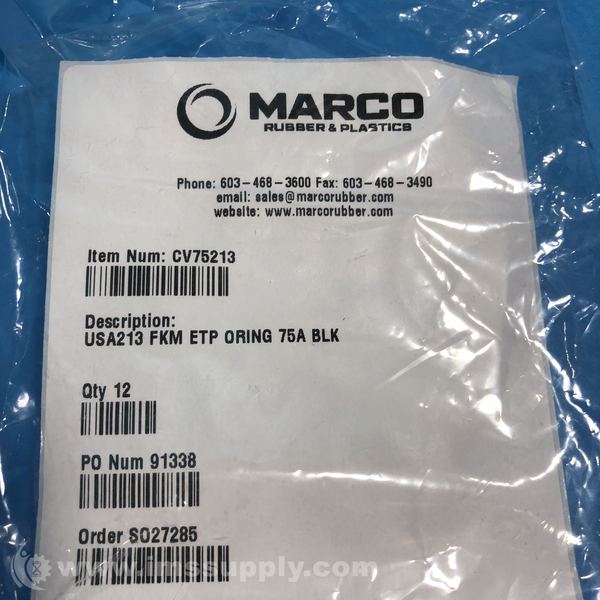 MARCO
RUBBER & PLASTICS
Phone: 603-468-3600 Fax: 603-468-3490
email: sales@marcorubber.com
website: www.marcorubber.com
Item Num: CV75213
Description:
USA213 FKM ETP ORING 75A BLK
Qty 12
PO Num 91338
Order SO27285
www.imssupply.com